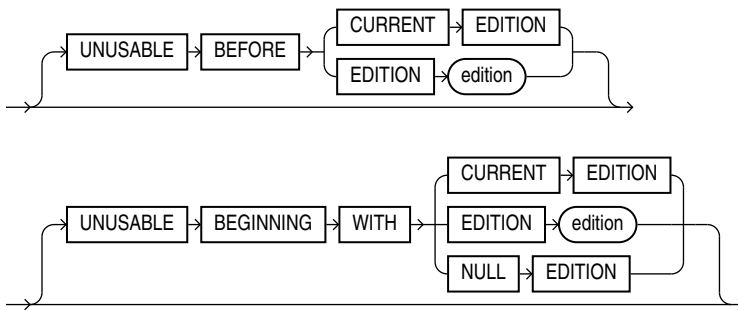 CURRENT EDITION
UNUSABLE BEFORE
EDITION edition
CURRENT EDITION
UNUSABLE BEGINNING WITH EDITION edition
NULL EDITION